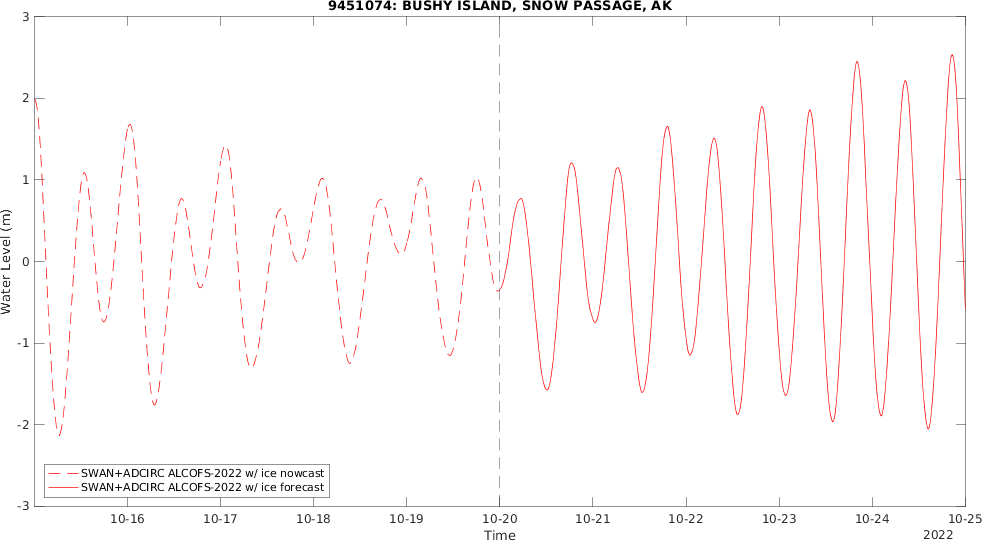 9451074: BUSHY ISLAND, SNOW PASSAGE, AK
3
2
1
0
-1
-2
-3
Water Level (m)
SWAN+ADCIRC ALCOFS-2022 w/ ice nowcast
SWAN+ADCIRC ALCOFS-2022 w/ ice forecast
10-16 10-17 10-18 10-19 10-20 10-21 10-22 10-23 10-24 10-25
Time
2022